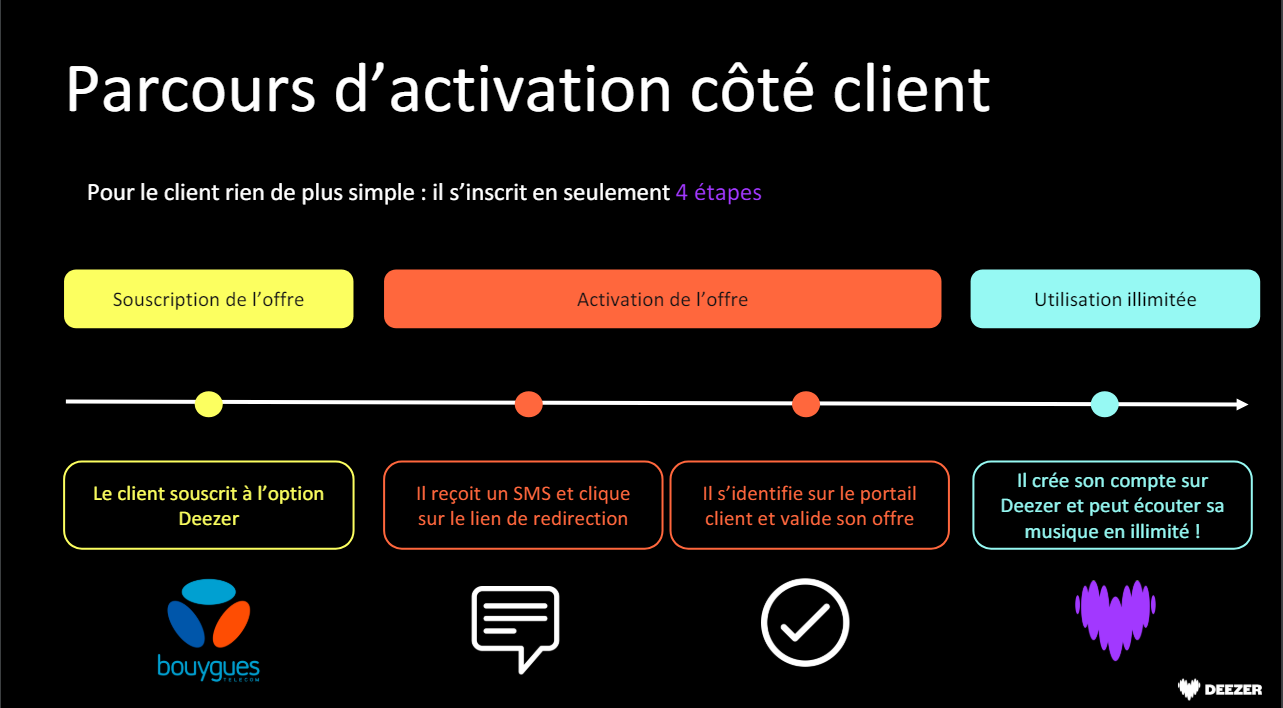 Parcours d’activation côté client
Pour le client rien de plus simple : il s’inscrit en seulement 4 étapes
Souscription de l’offre
Activation de l’offre
Utilisation illimitée
Le client souscrit à l’option
Deezer
Il reçoit un SMS et clique
sur le lien de redirection
Il s’identifie sur le portail
client et valide son offre
Il crée son compte sur
Deezer et peut écouter sa
musique en illimité !
bouygues
TELECOM
DEEZER